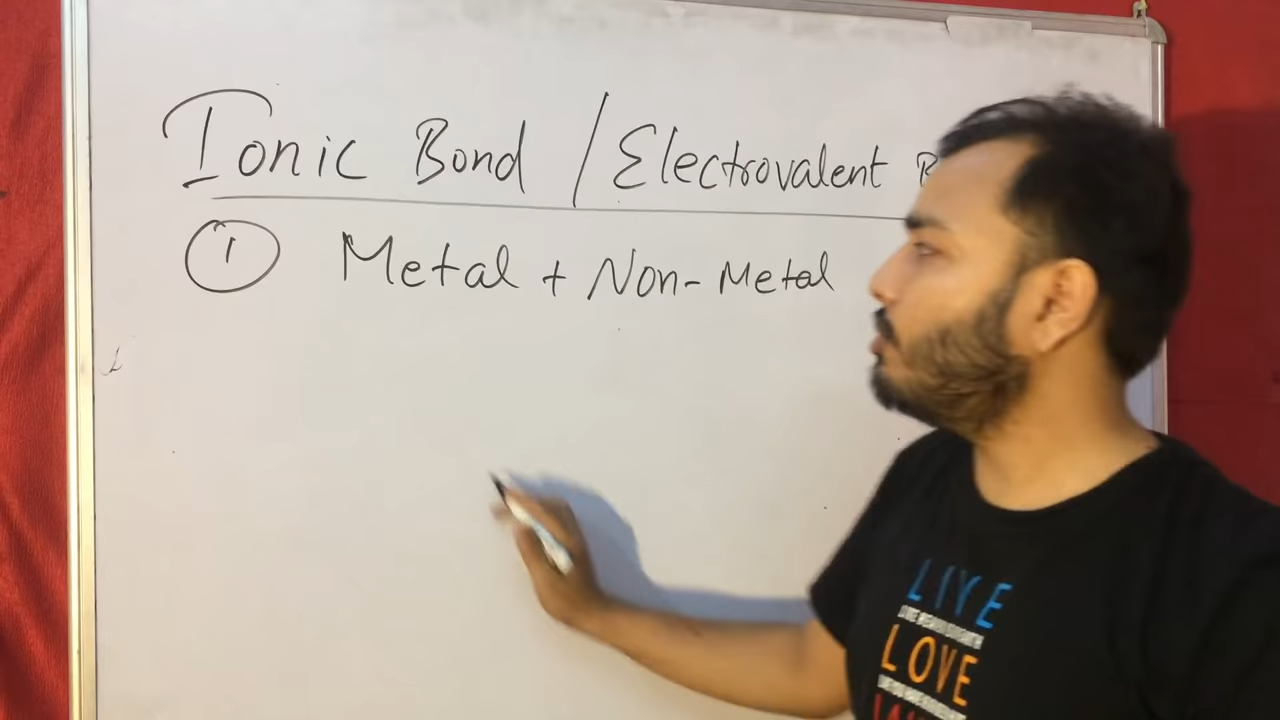 Ionic Bond / Electrovalent B
① Metal + Non-Metal
LIVE
LOVE